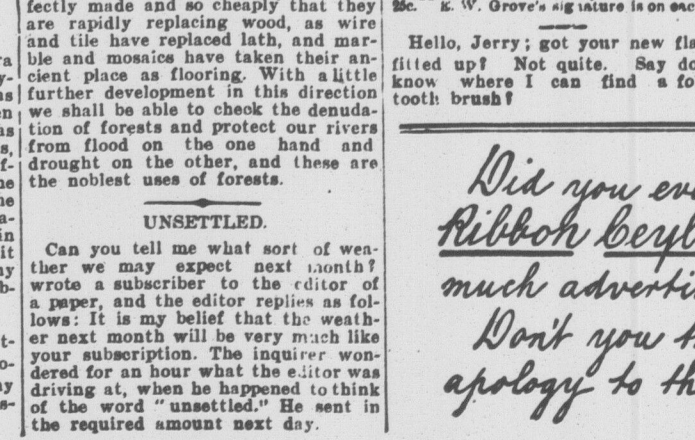 fectly made and so cheaply that they
are rapidly replacing wood, as wire
and tile have replaced lath, and mar-
ble and mosaics have taken their an-
cient place as flooring. With a little
further development in this direction
we shall be able to check the denuda-
tion of forests and protect our rivers
from flood on the one hand and
drought on the other, and these are
the noblest uses of forests.
UNSETTLED.
Can you tell me what sort of wea-
ther we may expect next month?
wrote a subscriber to the editor of
a paper, and the editor replies as fol-
lows: It is my belief that the weath-
er next month will be very much like
your subscription. The inquirer won-
dered for an hour what the editor was
driving at, when he happened to think
of the word "unsettled." He sent in
the required amount next day.
25c. E. W. Grove's signature is on
Hello, Jerry; got your new
fitted up? Not quite. Say
know where I can find a
tooth brush?
Did you
Ribbon
much
Don't you
apology to